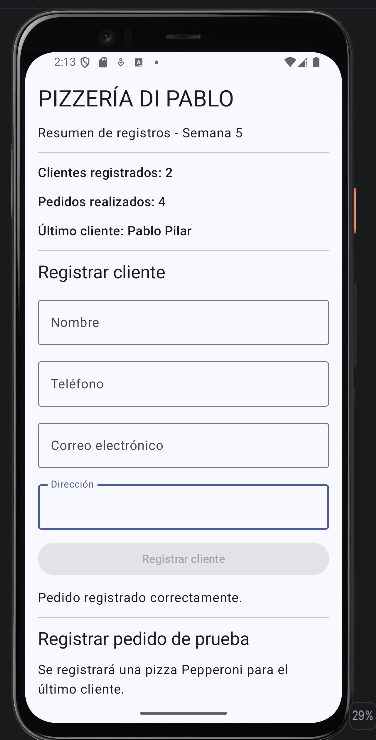 2:13
PIZZERÍA DI PABLO
Resumen de registros - Semana 5
Clientes registrados: 2
Pedidos realizados: 4
Último cliente: Pablo Pilar
Registrar cliente
Nombre
Teléfono
Correo electrónico
Dirección
Registrar cliente
Pedido registrado correctamente.
Registrar pedido de prueba
Se registrará una pizza Pepperoni para el
último cliente.
29%